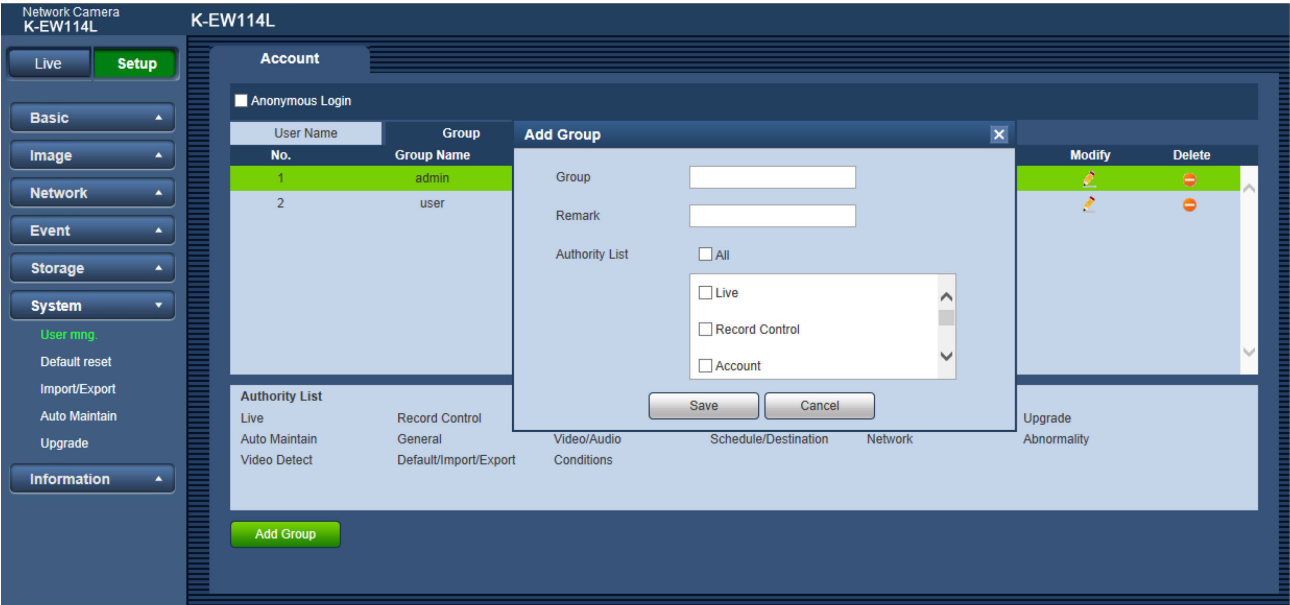 Network Camera
K-EW114L
K-EW114L
Live
Setup
Basic
Image
Network
Event
Storage
System
User mng.
Default reset
Import/Export
Auto Maintain
Upgrade
Information
Account
Anonymous Login
User Name Group
No. Group Name Modify Delete
1 admin
2 user
Add Group
Group
Remark
Authority List All
Live
Record Control
Account
Save Cancel
Authority List
Live Record Control Upgrade
Auto Maintain General Video/Audio Schedule/Destination Network Abnormality
Video Detect Default/Import/Export Conditions
Add Group